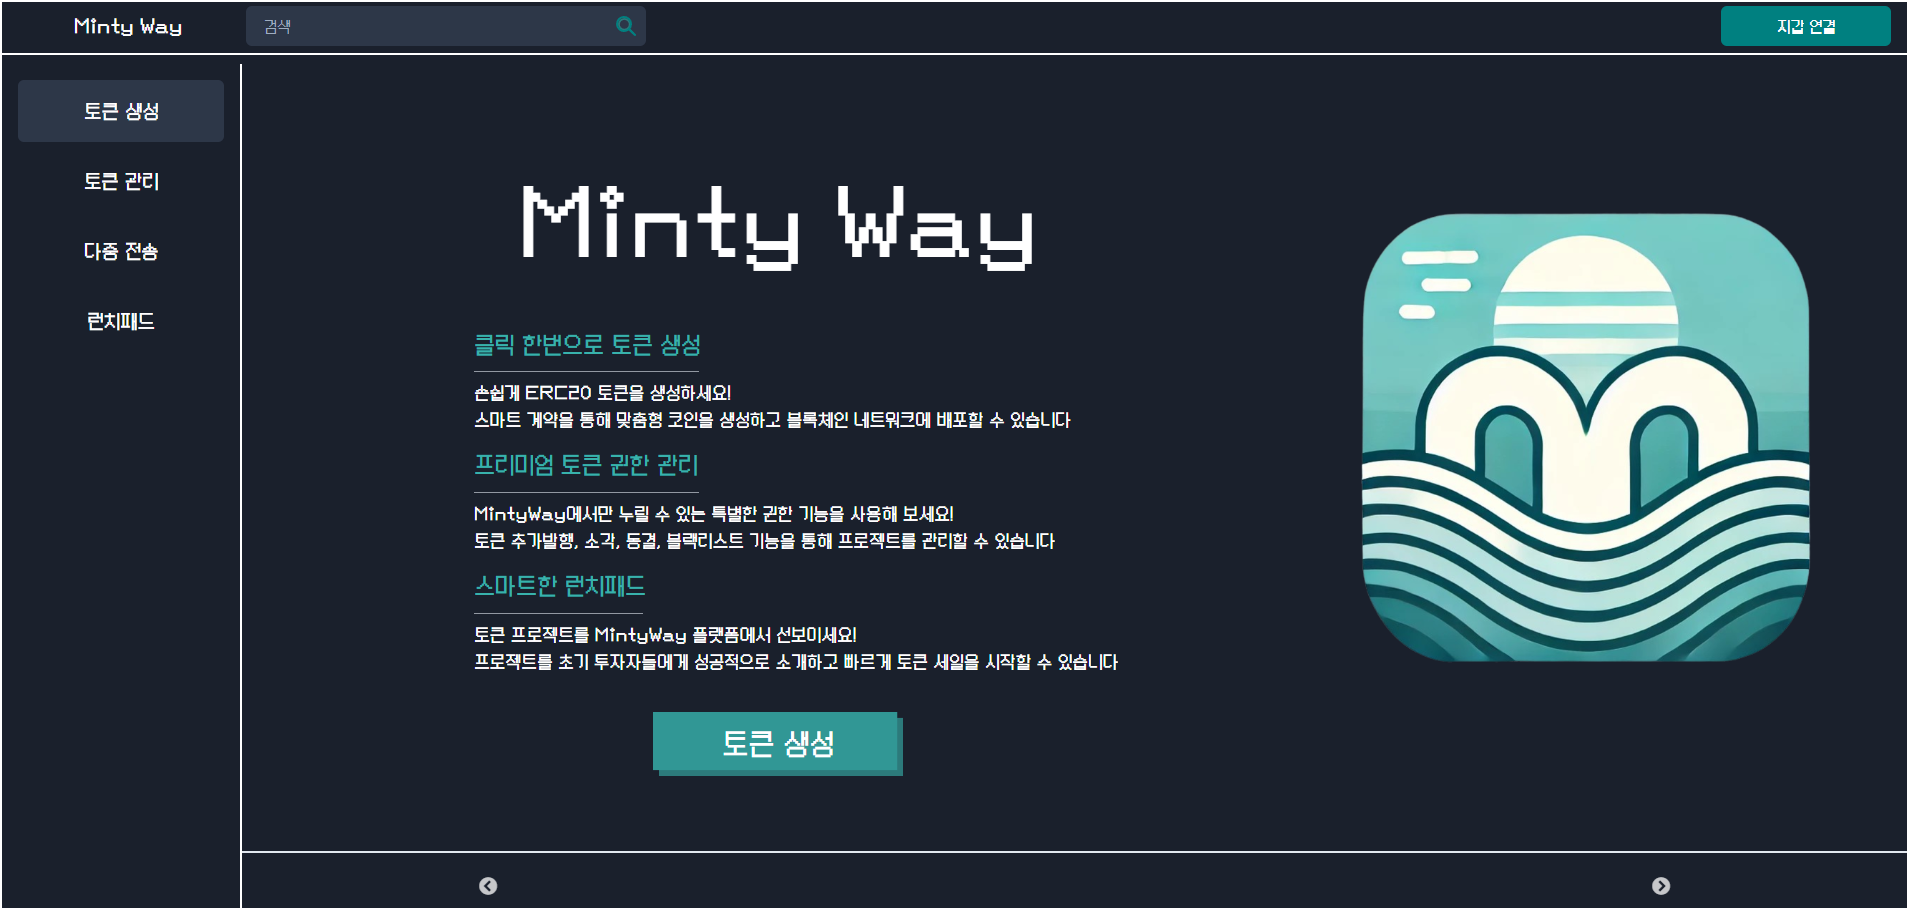 Minty Way
검색
지갑 연결
토큰 생성
토큰 관리
다중 전송
런치패드
Minty Way
클릭 한번으로 토큰 생성
손쉽게 ERC20 토큰을 생성하세요!
스마트 계약을 통해 맞춤형 코인을 생성하고 블록체인 네트워크에 배포할 수 있습니다
프리미엄 토큰 권한 관리
MintyWay에서만 누릴 수 있는 특별한 권한 기능을 사용해 보세요!
토큰 추가발행, 소각, 동결, 블랙리스트 기능을 통해 프로젝트를 관리할 수 있습니다
스마트한 런치패드
토큰 프로젝트를 MintyWay 플랫폼에서 선보이세요!
프로젝트를 초기 투자자들에게 성공적으로 소개하고 빠르게 토큰 세일을 시작할 수 있습니다
토큰 생성